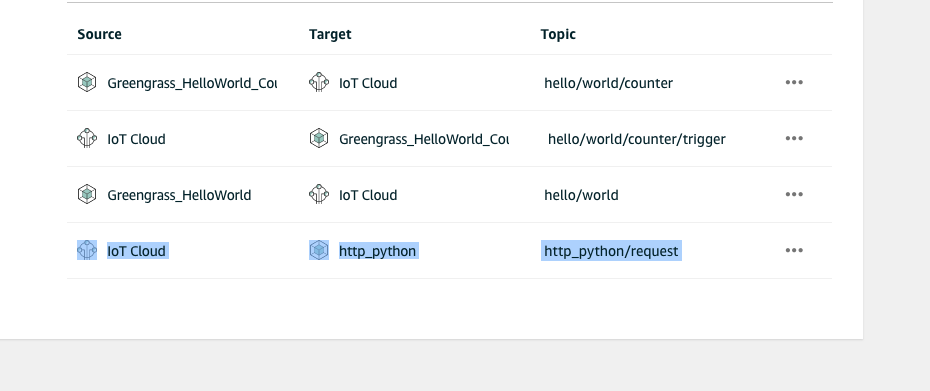 Source Target Topic
Greengrass_HelloWorld_Cou IoT Cloud hello/world/counter
IoT Cloud Greengrass_HelloWorld_Cou hello/world/counter/trigger
Greengrass_HelloWorld IoT Cloud hello/world
IoT Cloud http_python http_python/request